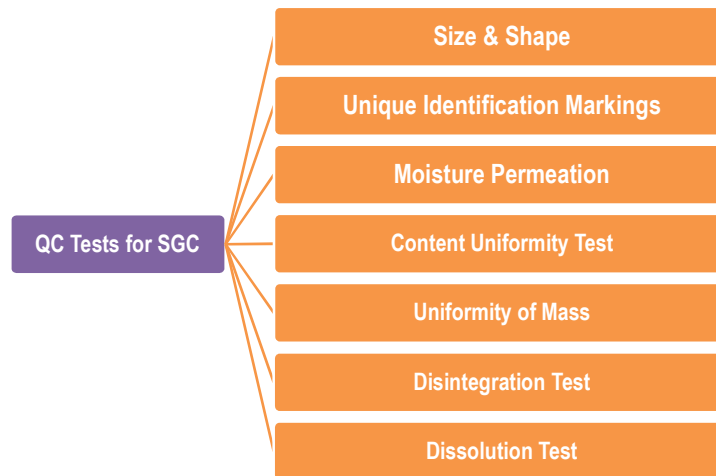 QC Tests for SGC
Size & Shape
Unique Identification Markings
Moisture Permeation
Content Uniformity Test
Uniformity of Mass
Disintegration Test
Dissolution Test